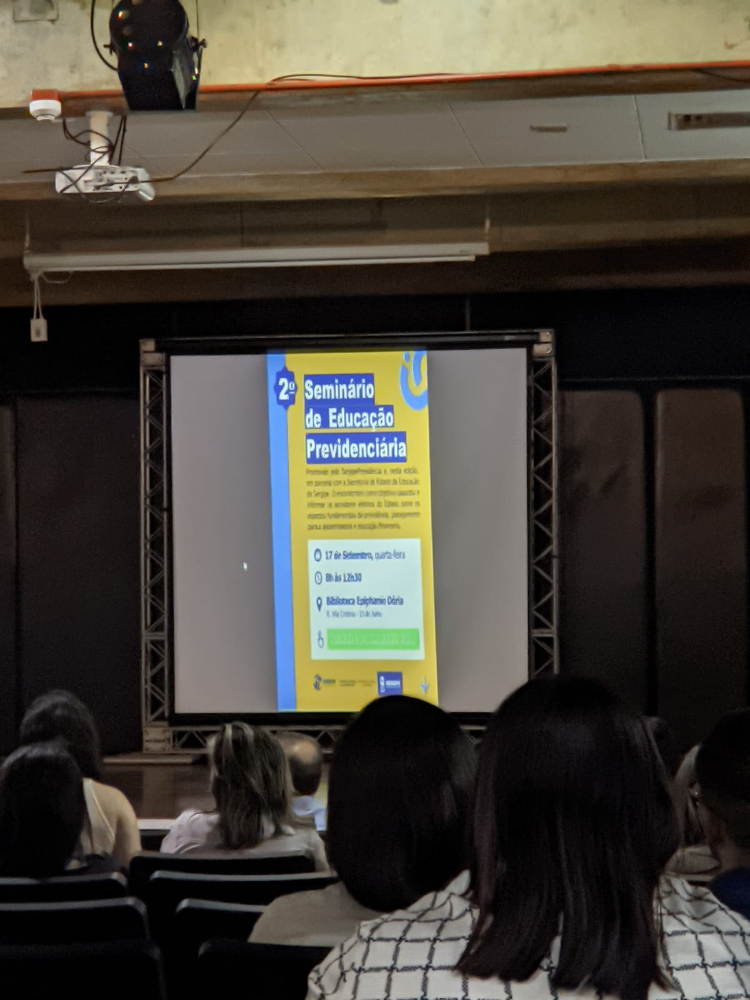 2º
Seminário
de Educação
Previdenciária
Promovido pelo SergipePrevidência e, nesta edição,
em parceria com a Secretaria de Estado da Educação
de Sergipe. O encontro tem como objetivo capacitar e
informar os servidores efetivos do Estado sobre os
aspectos fundamentais da previdência, planejamento
para a aposentadoria e educação financeira.
17 de Setembro, quarta-feira
8h às 12h30
Biblioteca Epiphanio Dória
R. Vila Cristina - 13 de Julho